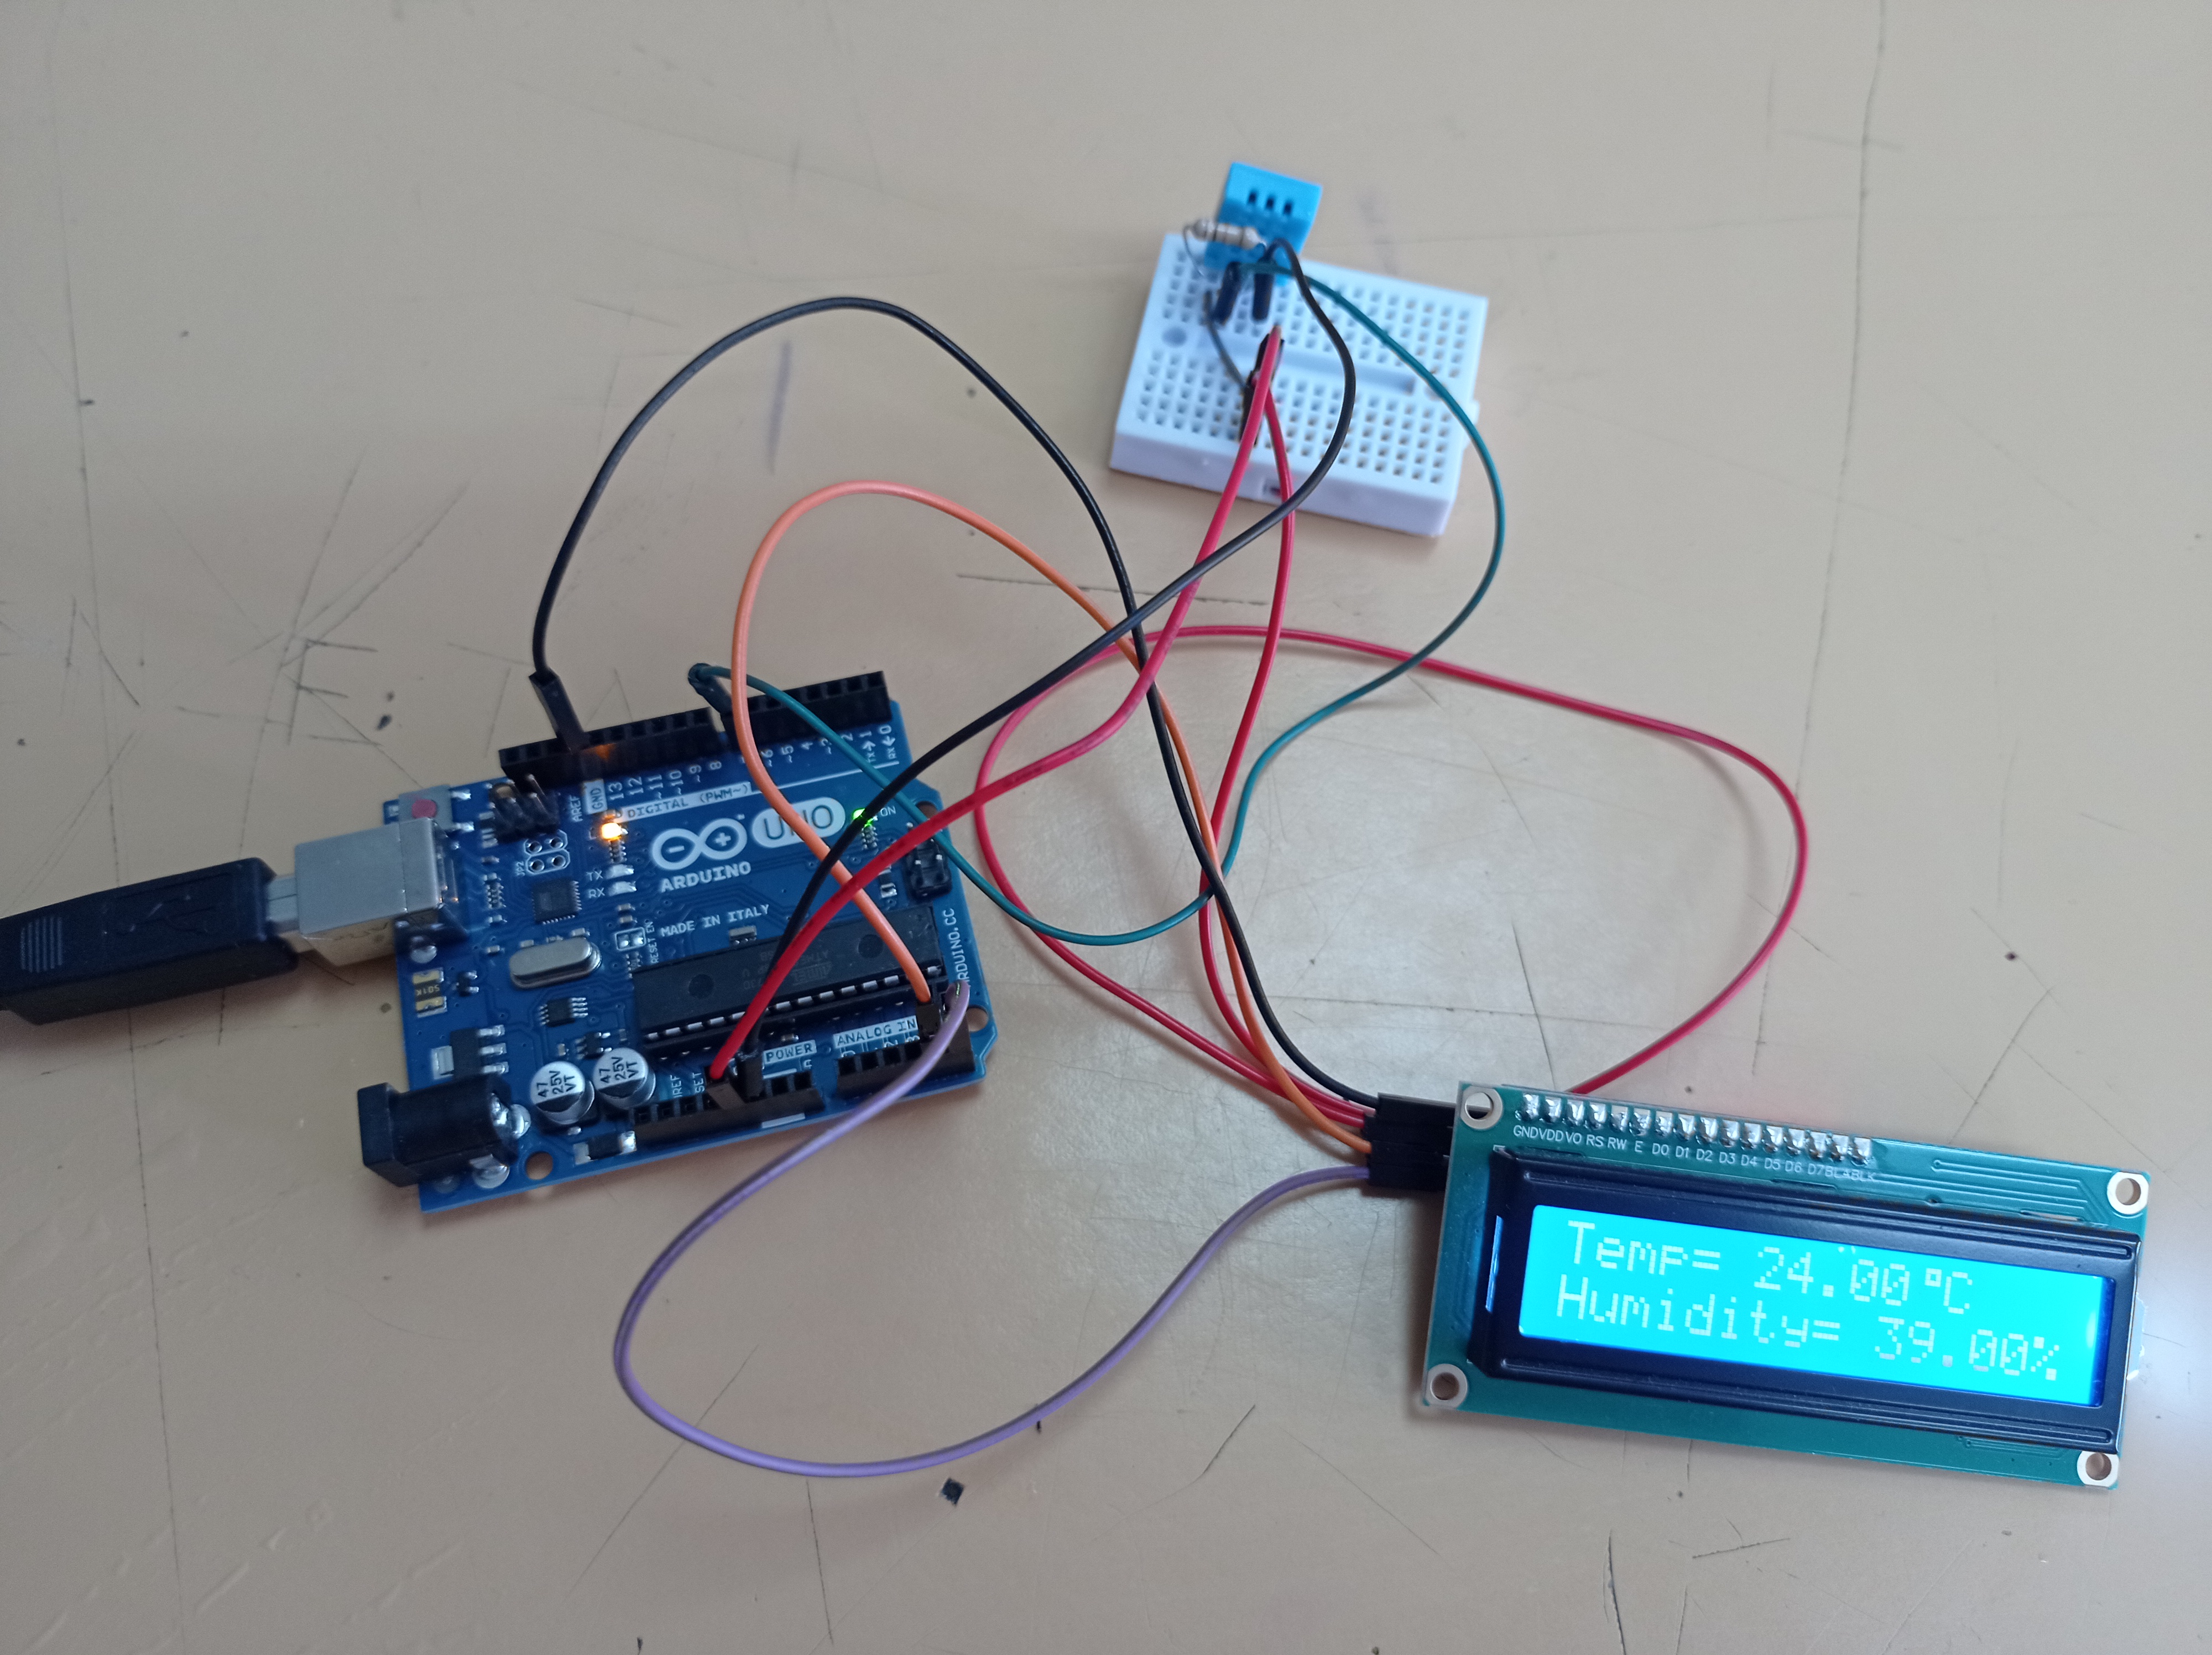 AREF
GND
13
12
~11
~10
~9
8
~6
~5
4
~3
2
TX→1
RX←0
DIGITAL (PWM~)
UNO
ARDUINO
ON
TX
RX
ICSP2
RESET EN
MADE IN ITALY
ARDUINO.CC
POWER
ANALOG IN
47
25V
VT
47
25V
VT
GND VDD VO RS RW E D0 D1 D2 D3 D4 D5 D6 D7 BLA BLK
Temp= 24.00°C
Humidity= 39.00%